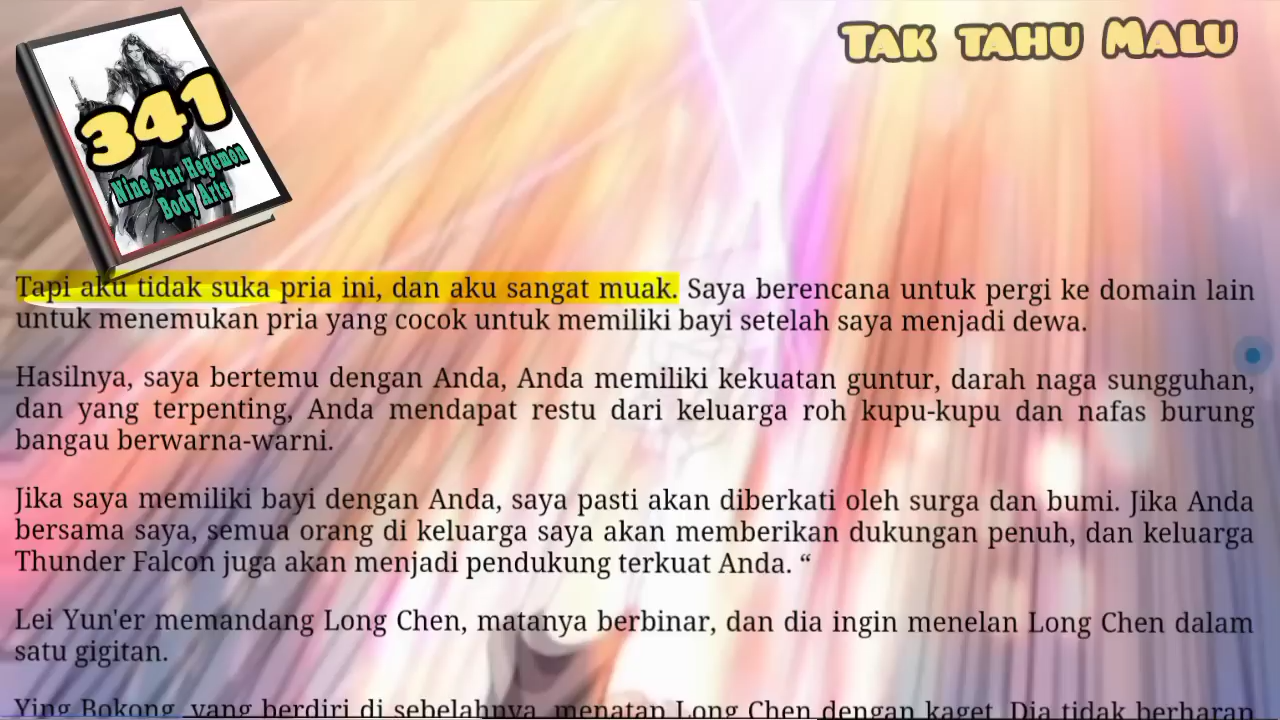 Tak tahu Malu
341
Nine Star Hegemon
Body Arts
Tapi aku tidak suka pria ini, dan aku sangat muak. Saya berencana untuk pergi ke domain lain
untuk menemukan pria yang cocok untuk memiliki bayi setelah saya menjadi dewa.
Hasilnya, saya bertemu dengan Anda, Anda memiliki kekuatan guntur, darah naga sungguhan,
dan yang terpenting, Anda mendapat restu dari keluarga roh kupu-kupu dan nafas burung
bangau berwarna-warni.
Jika saya memiliki bayi dengan Anda, saya pasti akan diberkati oleh surga dan bumi. Jika Anda
bersama saya, semua orang di keluarga saya akan memberikan dukungan penuh, dan keluarga
Thunder Falcon juga akan menjadi pendukung terkuat Anda. “
Lei Yun'er memandang Long Chen, matanya berbinar, dan dia ingin menelan Long Chen dalam
satu gigitan.
Ying Bokong, yang berdiri di sebelahnya, menatap Long Chen dengan kaget. Dia tidak berharap